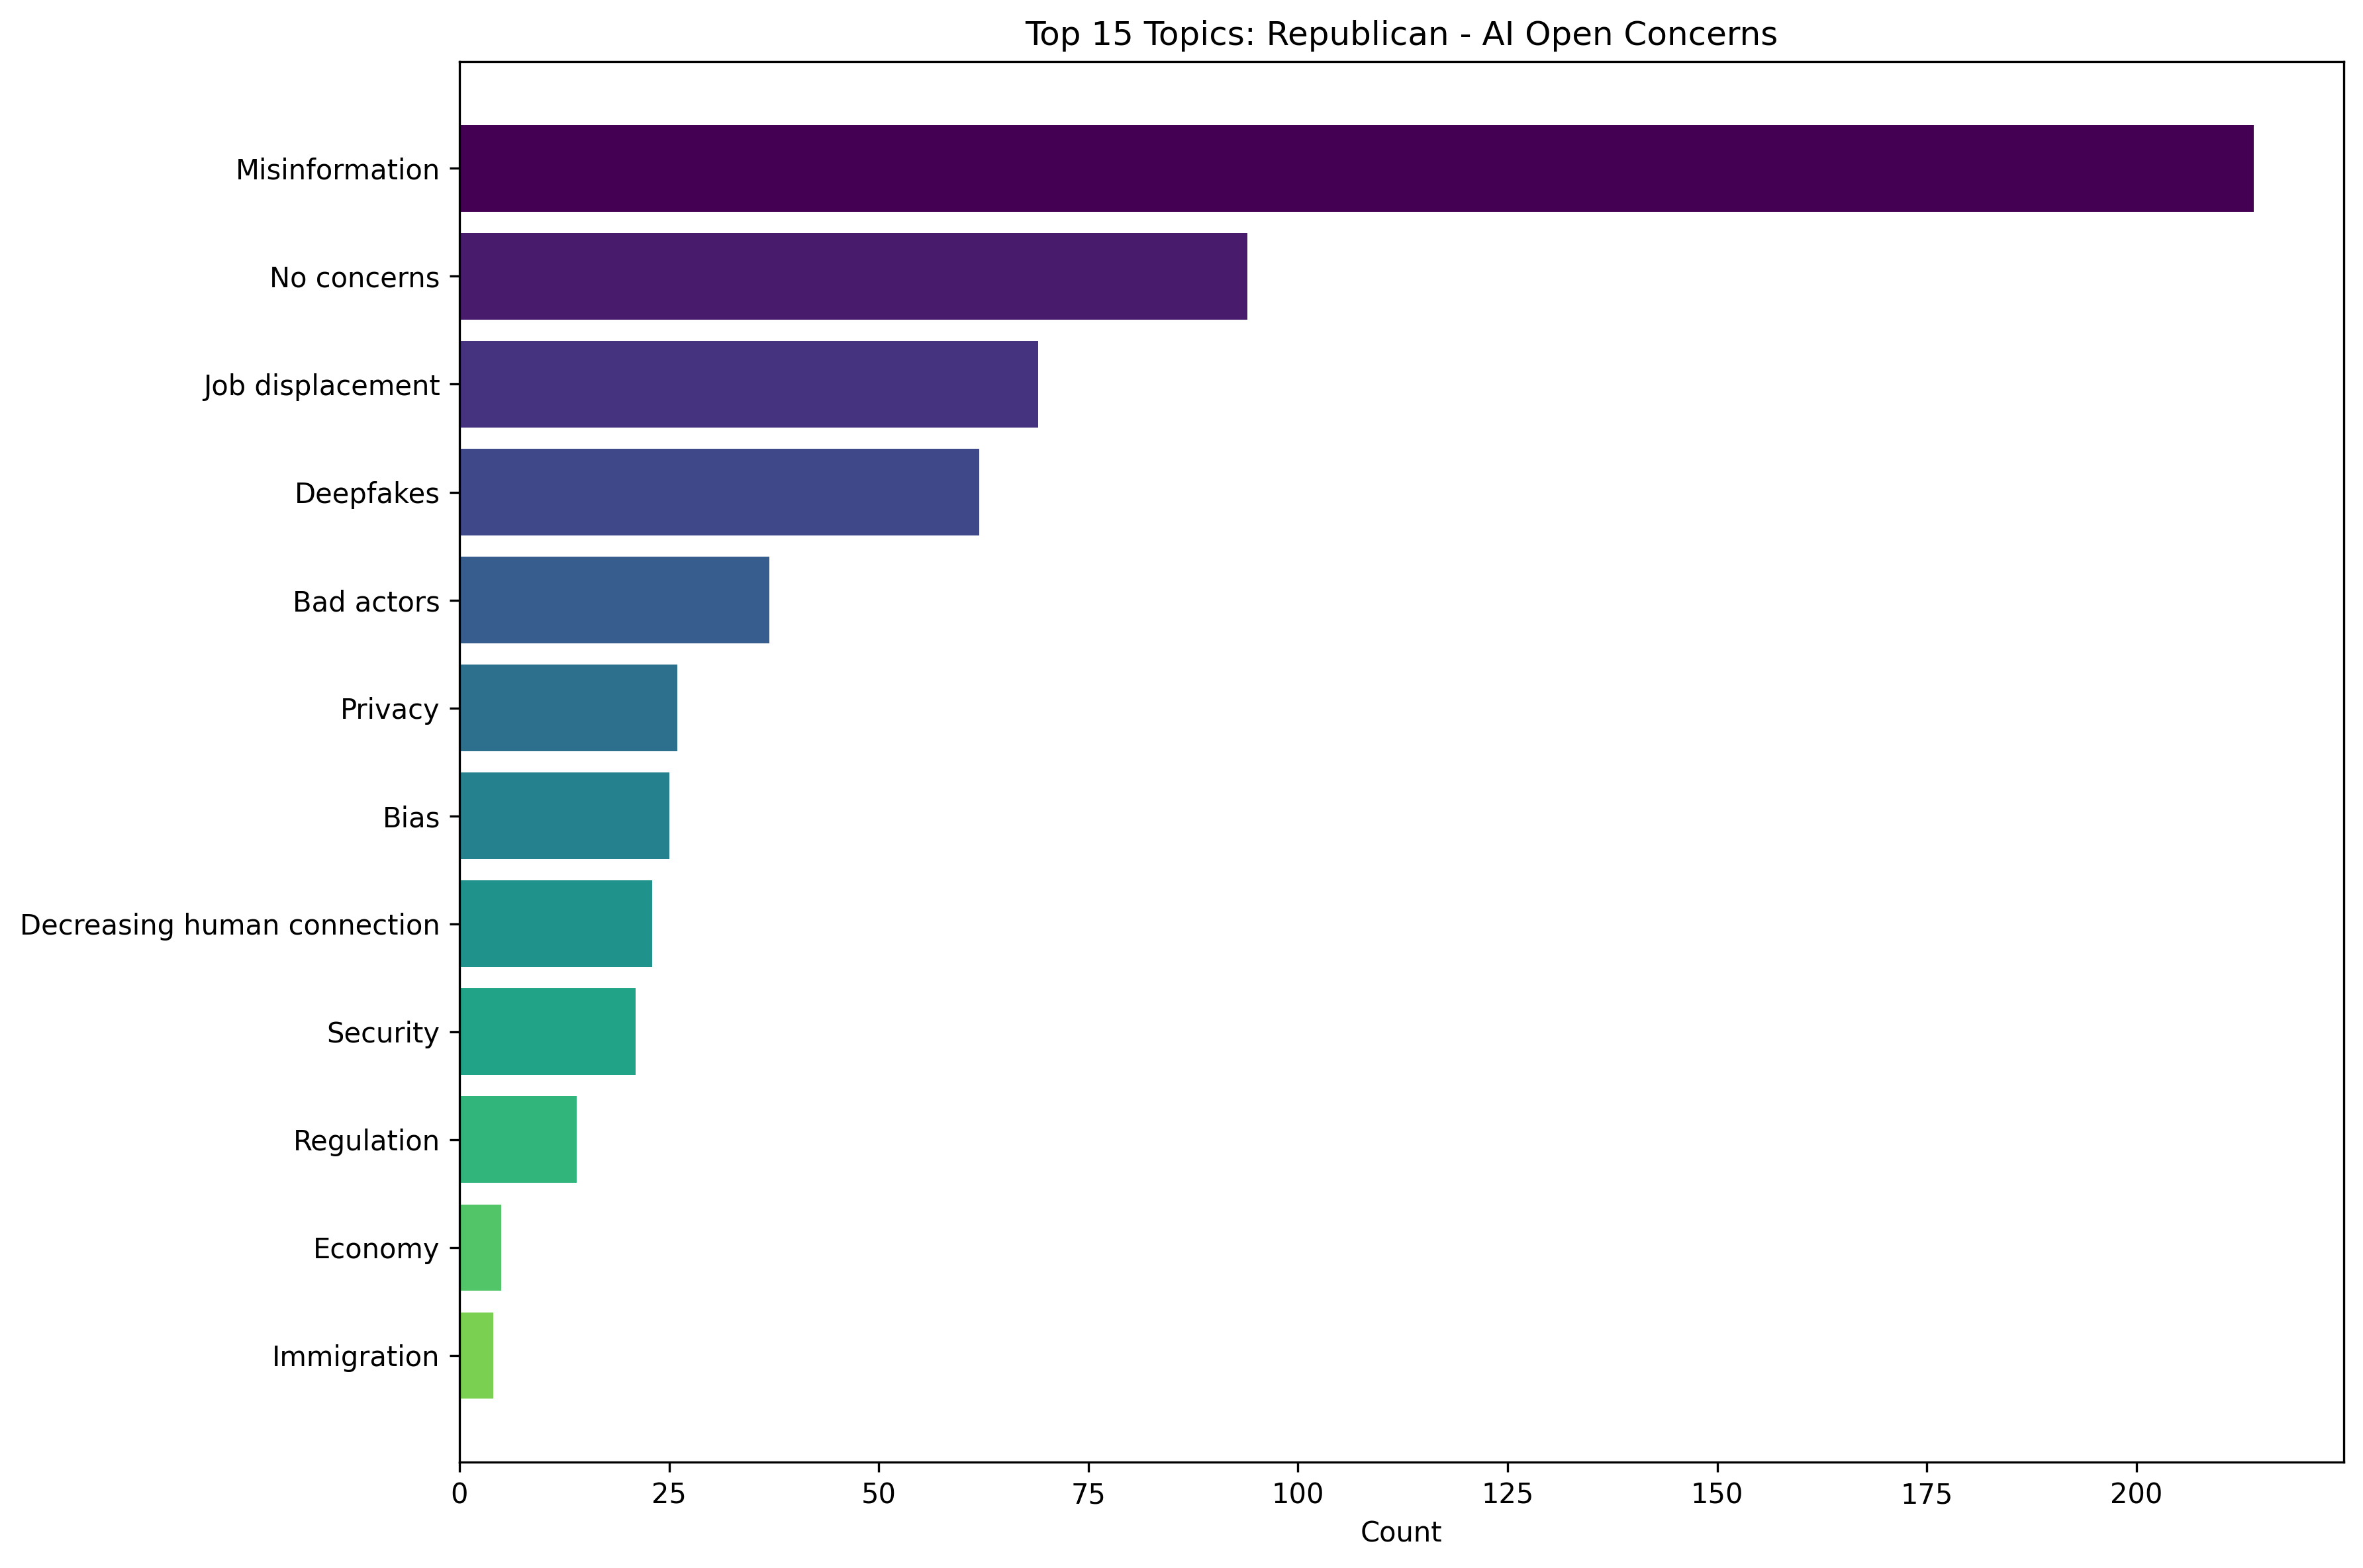 Top 15 Topics: Republican - AI Open Concerns
Misinformation
No concerns
Job displacement
Deepfakes
Bad actors
Privacy
Bias
Decreasing human connection
Security
Regulation
Economy
Immigration
0 25 50 75 100 125 150 175 200
Count